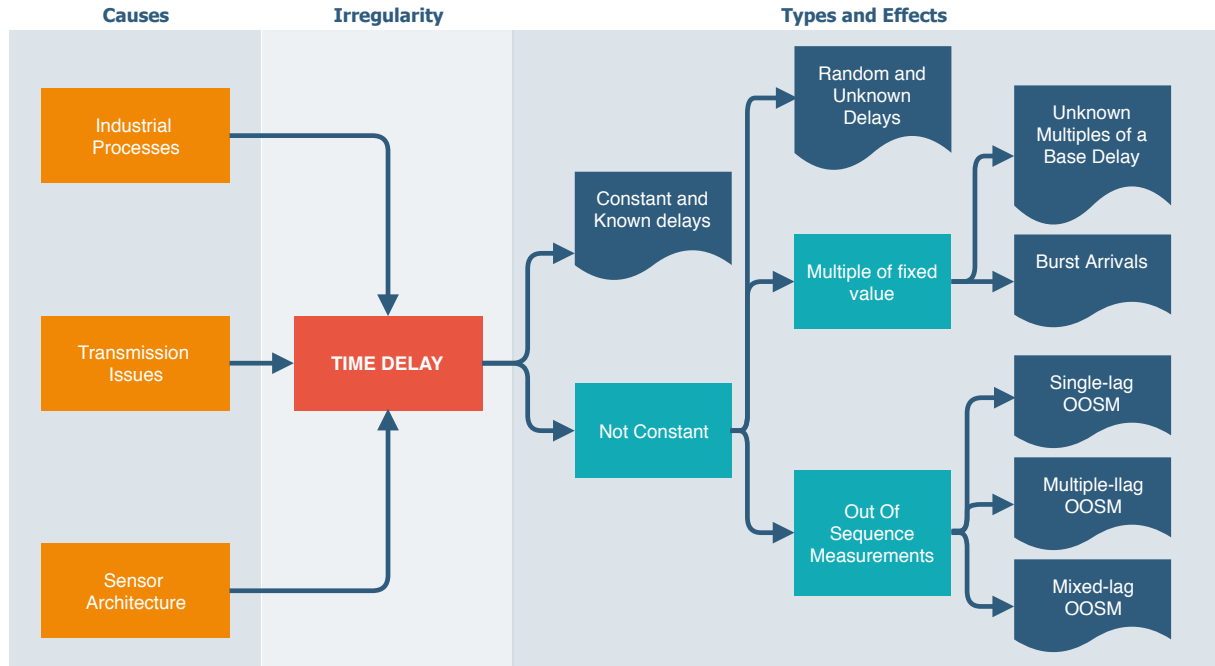 Causes
Irregularity
Types and Effects
Industrial
Processes
Transmission
Issues
Sensor
Architecture
TIME DELAY
Constant and
Known delays
Not Constant
Random and
Unknown
Delays
Multiple of fixed
value
Out Of
Sequence
Measurements
Unknown
Multiples of a
Base Delay
Burst Arrivals
Single-lag
OOSM
Multiple-llag
OOSM
Mixed-lag
OOSM